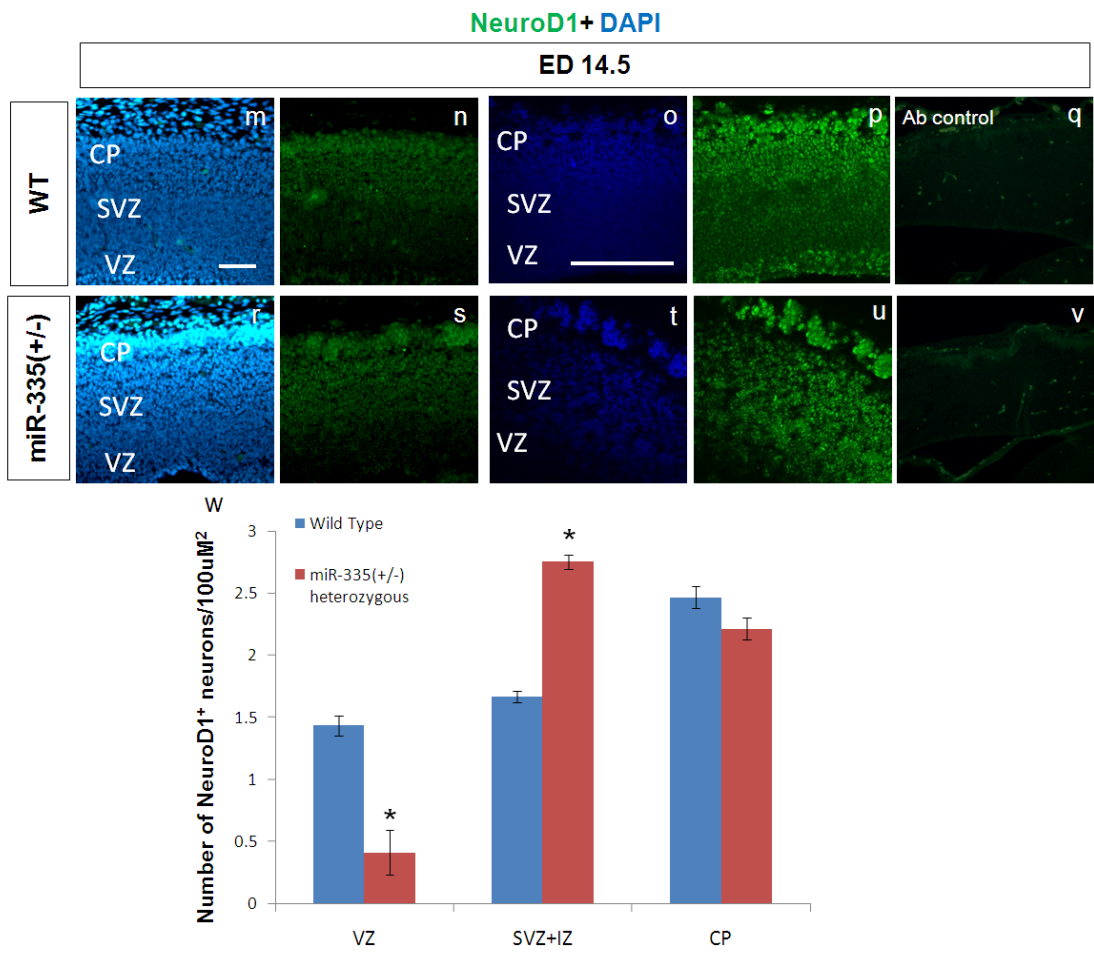 NeuroD1+ DAPI
ED 14.5
WT
m
CP
SVZ
VZ
n
o
CP
SVZ
VZ
p
Ab control
q
miR-335(+/-)
r
CP
SVZ
VZ
s
t
CP
SVZ
VZ
u
v
w
Number of NeuroD1⁺ neurons/100uM²
Wild Type
miR-335(+/-)
heterozygous
3
2.5
2
1.5
1
0.5
0
*
*
VZ
SVZ+IZ
CP